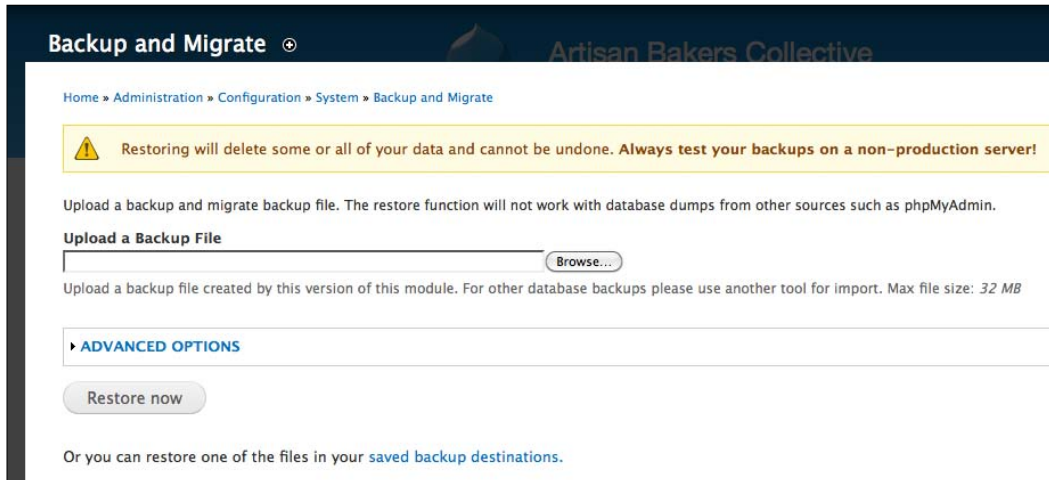 Backup and Migrate
Artisan Bakers Collective
Home » Administration » Configuration » System » Backup and Migrate
Restoring will delete some or all of your data and cannot be undone. Always test your backups on a non-production server!
Upload a backup and migrate backup file. The restore function will not work with database dumps from other sources such as phpMyAdmin.
Upload a Backup File
Browse...
Upload a backup file created by this version of this module. For other database backups please use another tool for import. Max file size: 32 MB
ADVANCED OPTIONS
Restore now
Or you can restore one of the files in your saved backup destinations.